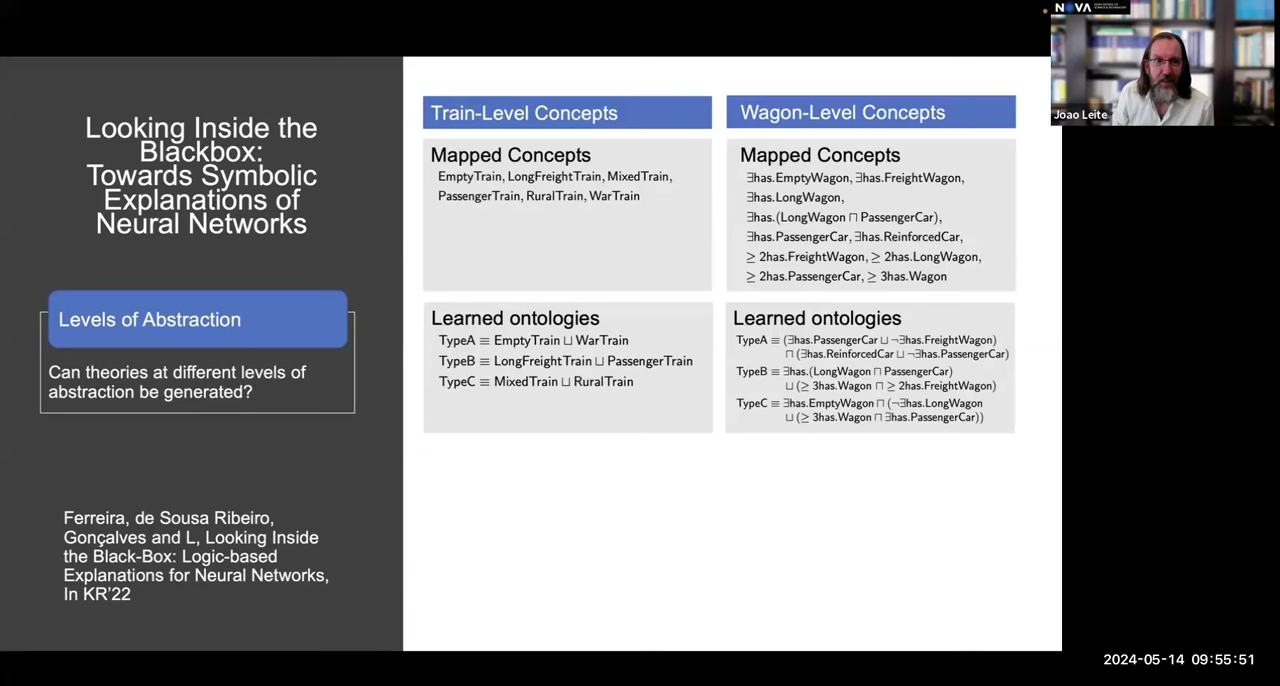 Looking Inside the
Blackbox:
Towards Symbolic
Explanations of
Neural Networks
Levels of Abstraction
Can theories at different levels of
abstraction be generated?
Ferreira, de Sousa Ribeiro,
Gonçalves and L, Looking Inside
the Black-Box: Logic-based
Explanations for Neural Networks,
In KR'22
Train-Level Concepts
Mapped Concepts
EmptyTrain, LongFreightTrain, MixedTrain,
PassengerTrain, RuralTrain, WarTrain
Learned ontologies
TypeA ≡ EmptyTrain ⊔ WarTrain
TypeB ≡ LongFreightTrain ⊔ PassengerTrain
TypeC ≡ MixedTrain ⊔ RuralTrain
Wagon-Level Concepts
Mapped Concepts
∃has.EmptyWagon, ∃has.FreightWagon,
∃has.LongWagon,
∃has.(LongWagon ⊓ PassengerCar),
∃has.PassengerCar, ∃has.ReinforcedCar,
≥ 2has.FreightWagon, ≥ 2has.LongWagon,
≥ 2has.PassengerCar, ≥ 3has.Wagon
Learned ontologies
TypeA ≡ (∃has.PassengerCar ⊔ ¬∃has.FreightWagon)
⊓ (∃has.ReinforcedCar ⊔ ¬∃has.PassengerCar)
TypeB ≡ ∃has.(LongWagon ⊓ PassengerCar)
⊔ (≥ 3has.Wagon ⊓ ≥ 2has.FreightWagon)
TypeC ≡ ∃has.EmptyWagon ⊓ (¬∃has.LongWagon
⊔ (≥ 3has.Wagon ⊓ ∃has.PassengerCar))
NOVA
Joao Leite
2024-05-14 09:55:51